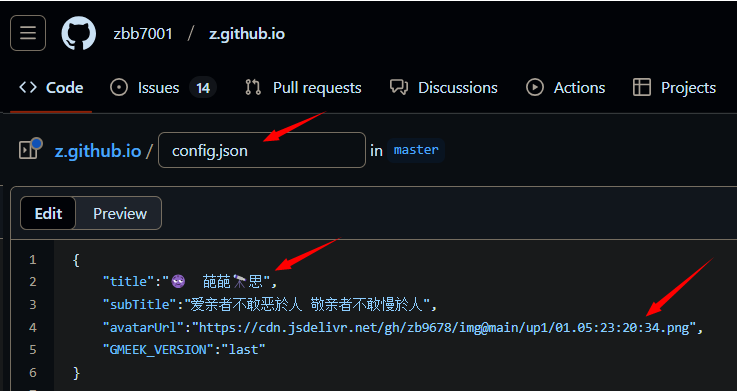 zbb7001 / z.github.io
Code Issues 14 Pull requests Discussions Actions Projects
z.github.io / config.json in master
Edit Preview
1 {
2 "title":"🌚 葩葩🔭思",
3 "subTitle":"爱亲者不敢恶於人 敬亲者不敢慢於人",
4 "avatarUrl":"https://cdn.jsdelivr.net/gh/zb9678/img@main/up1/01.05:23:20:34.png",
5 "GMEEK_VERSION":"last"
6 }